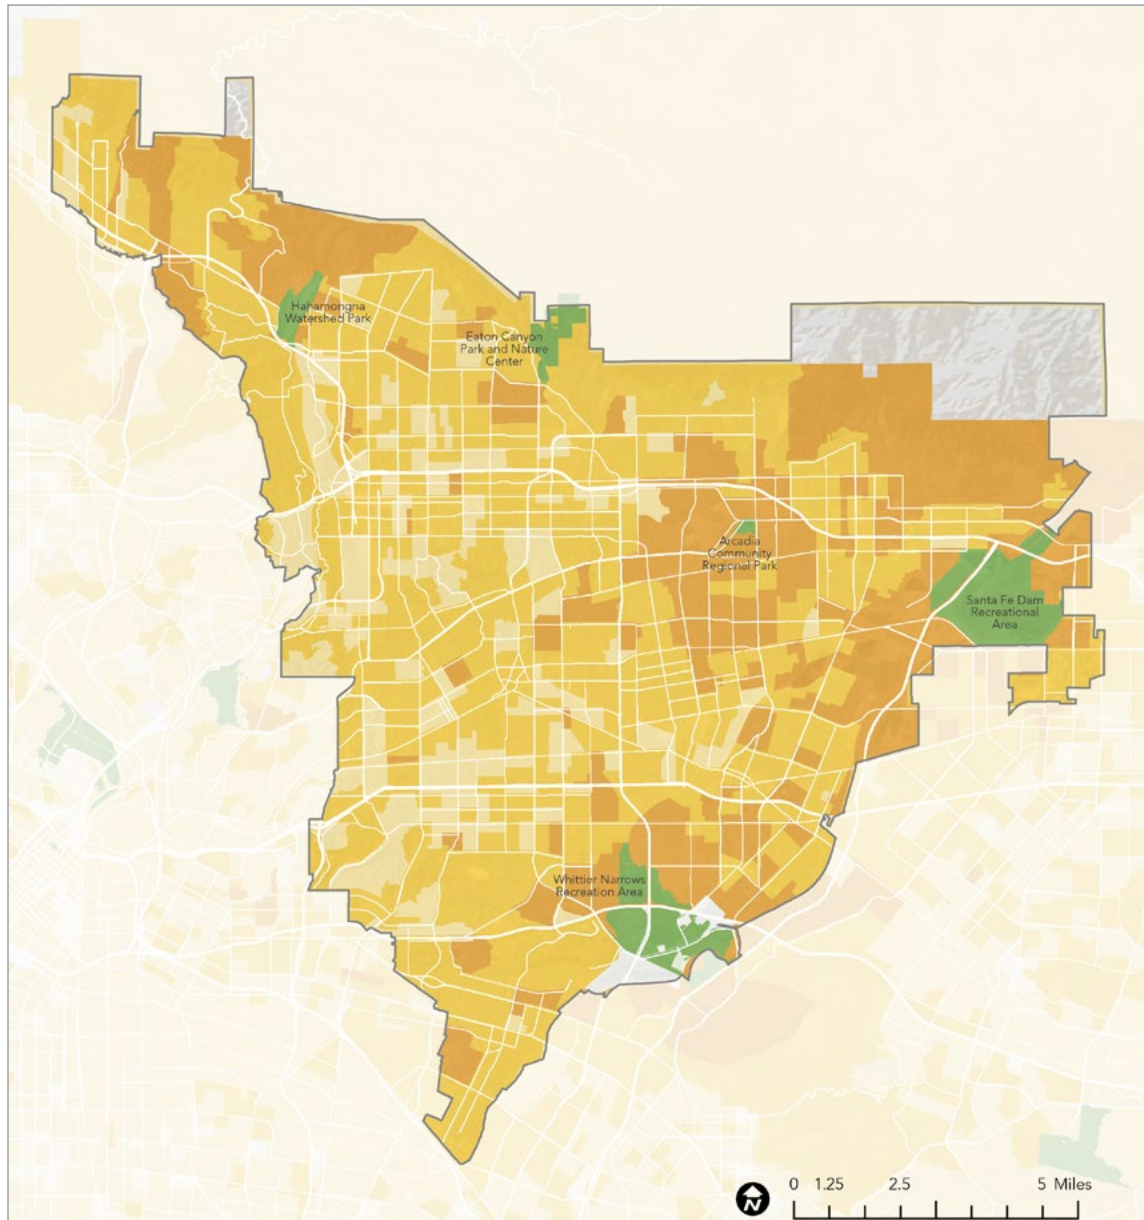 Hahamongna
Watershed Park
Eaton Canyon
Park and Nature
Center
Arcadia
Community
Regional Park
Santa Fe Dam
Recreational
Area
Whittier Narrows
Recreation Area
N
0 1.25 2.5 5 Miles